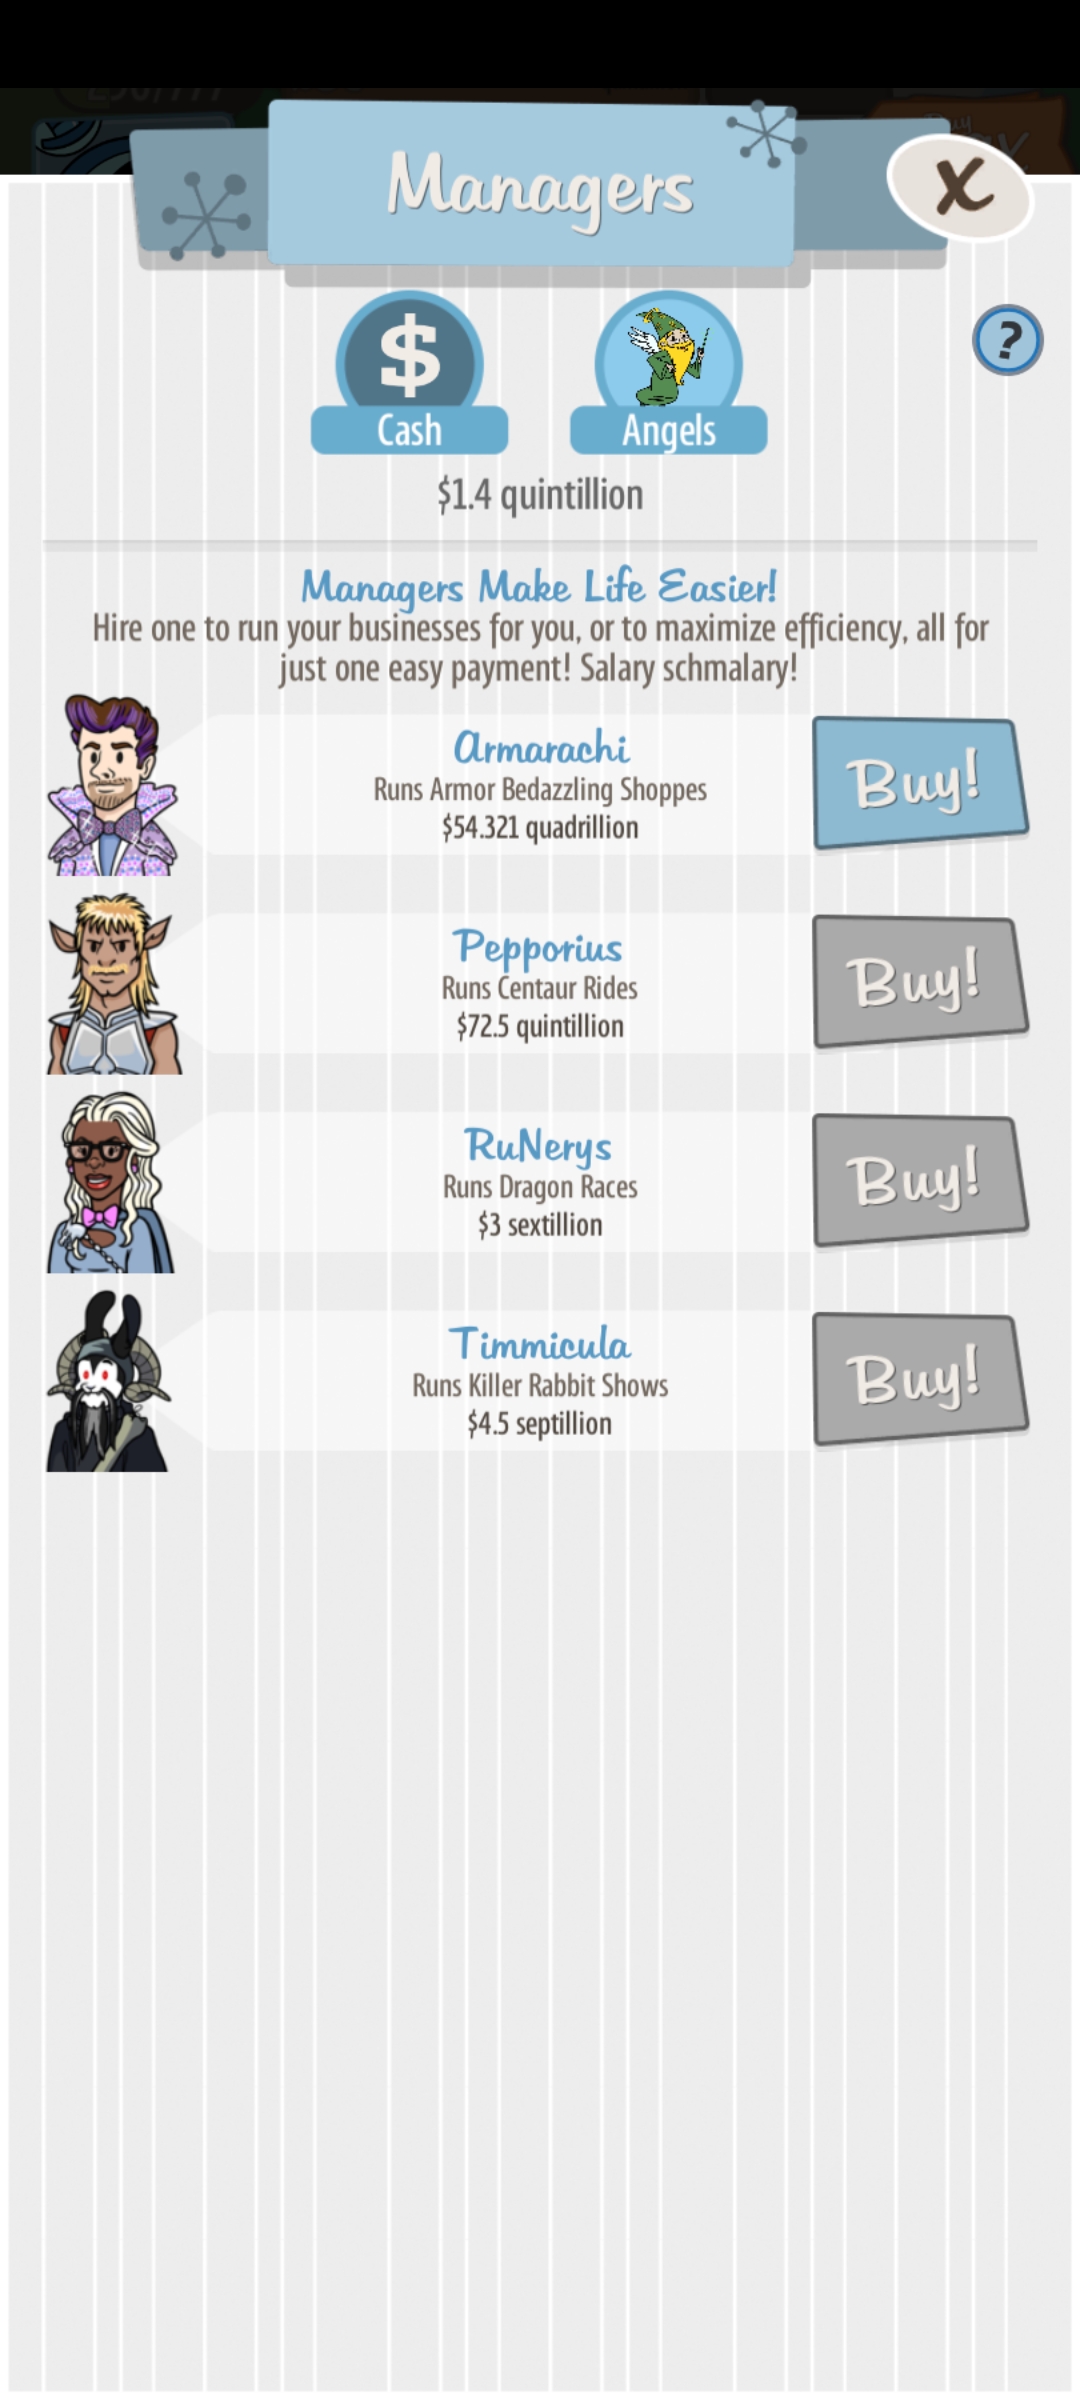 Managers
X
$
?
Cash
Angels
$1.4 quintillion
Managers Make Life Easier!
Hire one to run your businesses for you, or to maximize efficiency, all for
just one easy payment! Salary schmalary!
Armarachi
Runs Armor Bedazzling Shoppes
$54.321 quadrillion
Buy!
Pepporius
Runs Centaur Rides
$72.5 quintillion
Buy!
RuNerys
Runs Dragon Races
$3 sextillion
Buy!
Timmicula
Runs Killer Rabbit Shows
$4.5 septillion
Buy!